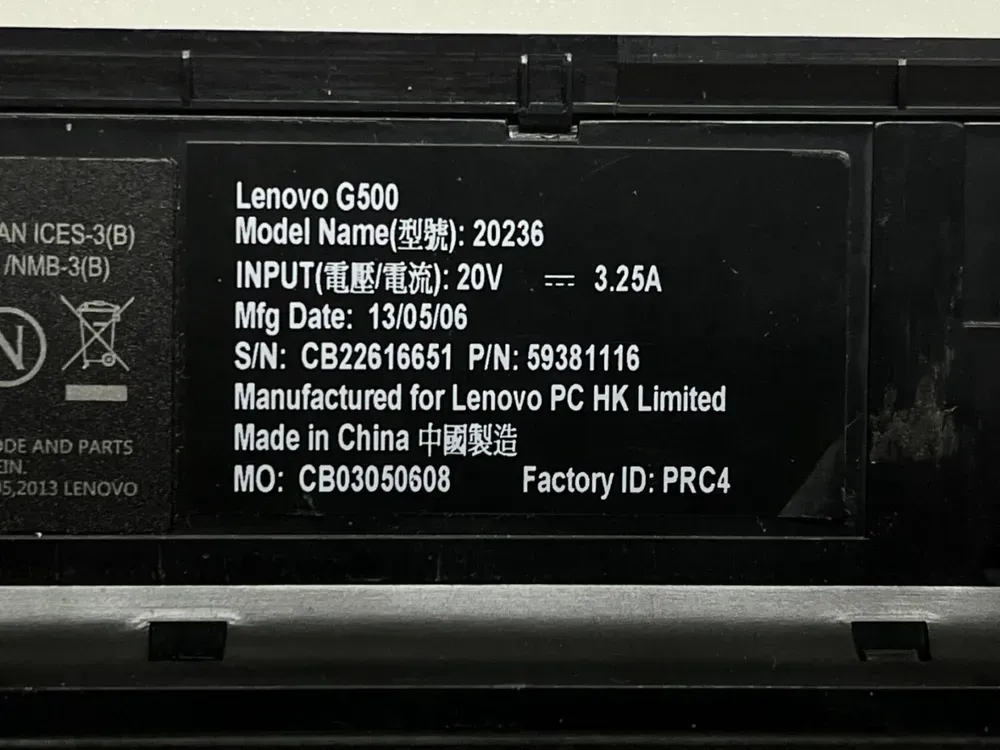 AN ICES-3(B)
/NMB-3(B)
N
ODE AND PARTS
EIN.
05,2013 LENOVO
Lenovo G500
Model Name(型號): 20236
INPUT(電壓/電流): 20V ⎓ 3.25A
Mfg Date: 13/05/06
S/N: CB22616651 P/N: 59381116
Manufactured for Lenovo PC HK Limited
Made in China 中國製造
MO: CB03050608 Factory ID: PRC4